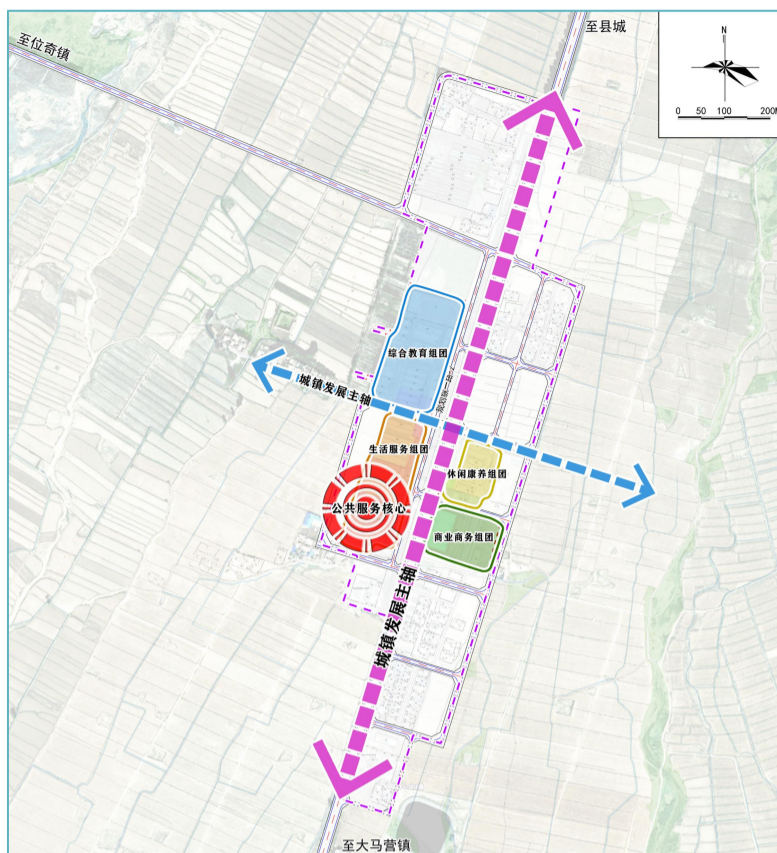 至县城
N
0 50 100 200M
至位奇镇
综合教育组团
城镇发展主轴
生活服务组团
休闲康养组团
公共服务核心
商业商务组团
城镇发展主轴
至大马营镇